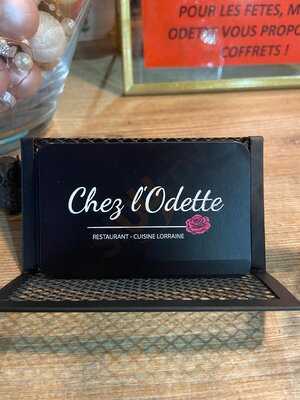 POUR LES FETES, M
ODETTE VOUS PROPO
COFFRETS !
Chez l'Odette
RESTAURANT - CUISINE LORRAINE